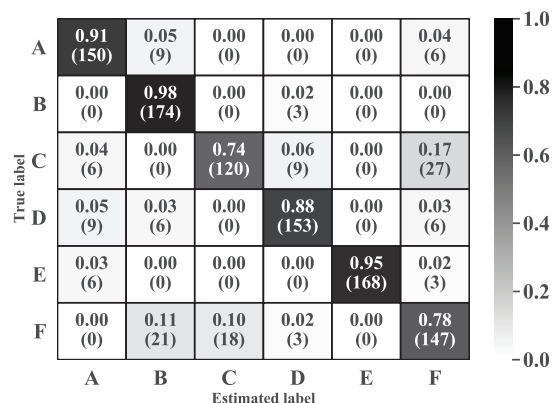 A 0.91 0.05 0.00 0.00 0.00 0.04
(150) (9) (0) (0) (0) (6)
B 0.00 0.98 0.00 0.02 0.00 0.00
(0) (174) (0) (3) (0) (0)
C 0.04 0.00 0.74 0.06 0.00 0.17
(6) (0) (120) (9) (0) (27)
D 0.05 0.03 0.00 0.88 0.00 0.03
(9) (6) (0) (153) (0) (6)
E 0.03 0.00 0.00 0.00 0.95 0.02
(6) (0) (0) (0) (168) (3)
F 0.00 0.11 0.10 0.02 0.00 0.78
(0) (21) (18) (3) (0) (147)
A B C D E F
Estimated label
True label
1.0
0.8
0.6
0.4
0.2
0.0